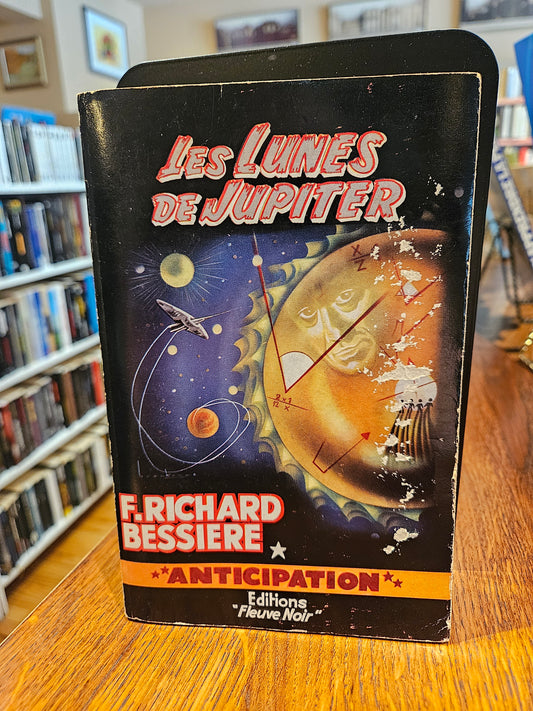 LES LUNES
DE JUPITER
F. RICHARD
BESSIERE
ANTICIPATION
Editions
"Fleuve Noir"